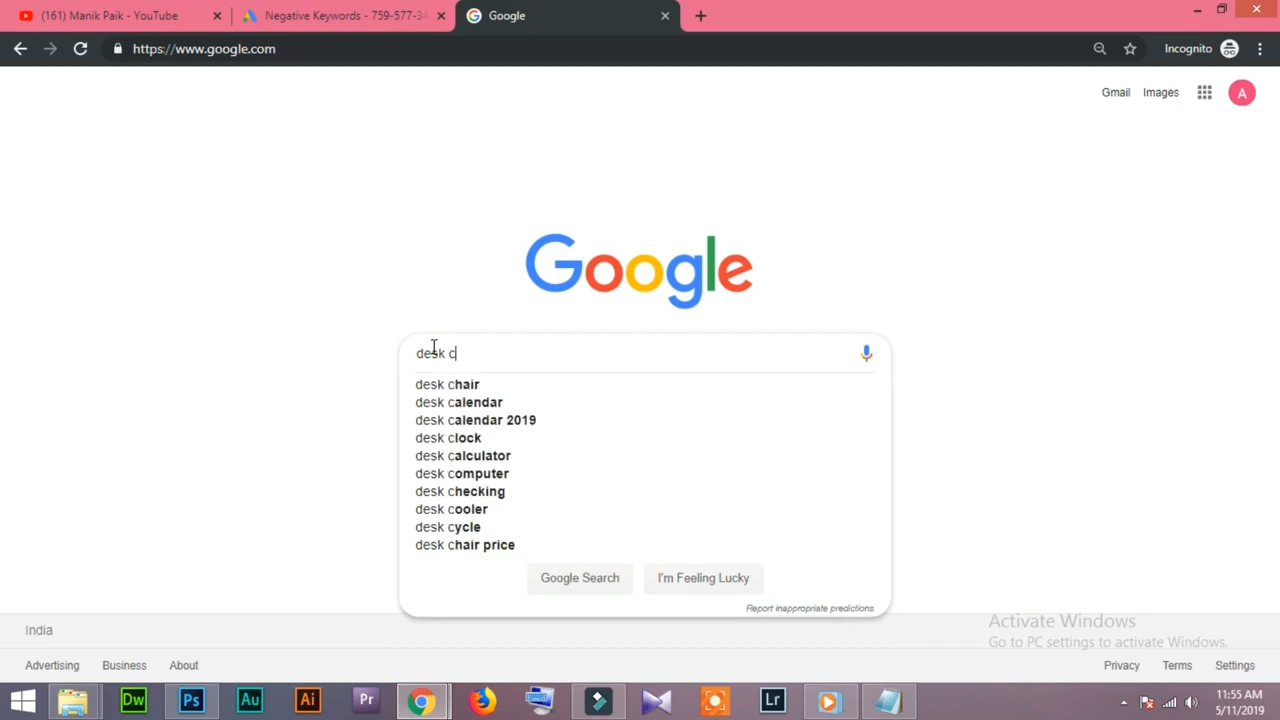 (161) Manik Paik - YouTube
Negative Keywords - 759-577-34
Google
https://www.google.com
Incognito
Gmail
Images
A
Google
desk c
desk chair
desk calendar
desk calendar 2019
desk clock
desk calculator
desk computer
desk checking
desk cooler
desk cycle
desk chair price
Google Search
I'm Feeling Lucky
Report inappropriate predictions
Activate Windows
Go to PC settings to activate Windows.
India
Advertising
Business
About
Privacy
Terms
Settings
Dw
Ps
Au
Ai
Pr
Lr
11:55 AM
5/11/2019